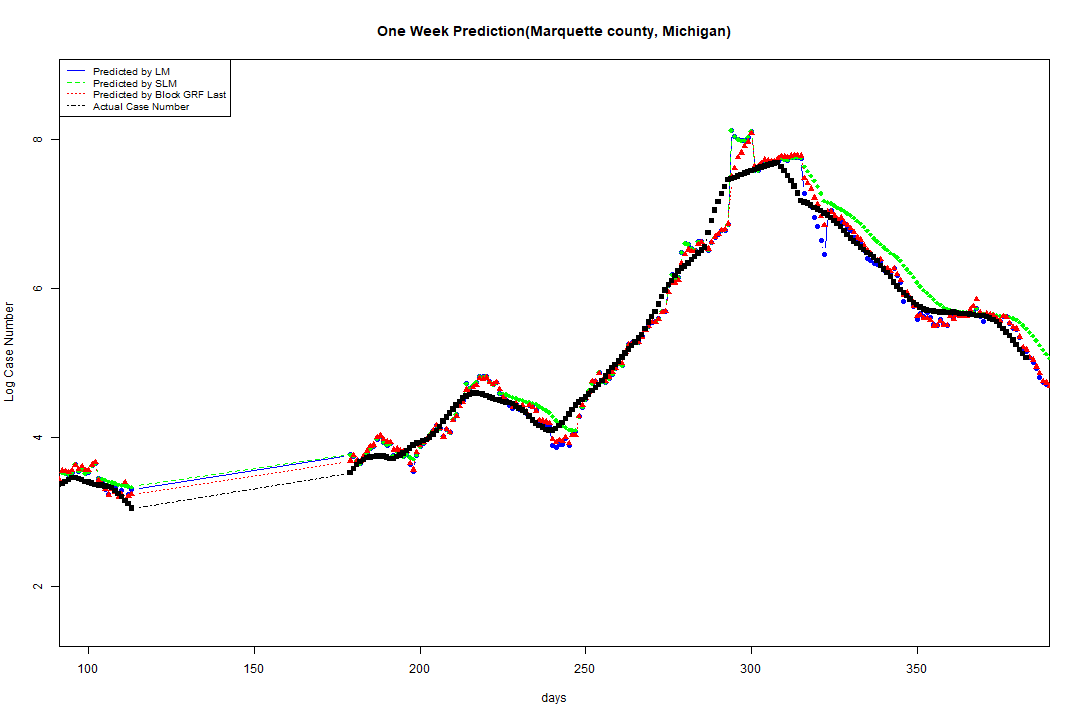 One Week Prediction(Marquette county, Michigan)
Predicted by LM
Predicted by SLM
Predicted by Block GRF Last
Actual Case Number
8
6
4
2
Log Case Number
100 150 200 250 300 350
days